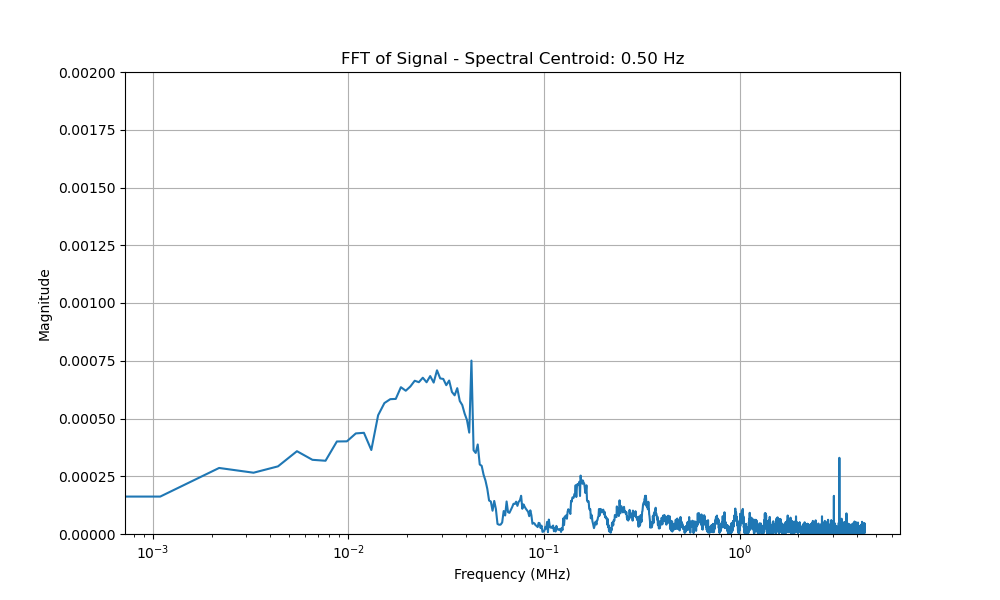 FFT of Signal - Spectral Centroid: 0.50 Hz
0.00200
0.00175
0.00150
0.00125
0.00100
0.00075
0.00050
0.00025
0.00000
Magnitude
10⁻³ 10⁻² 10⁻¹ 10⁰
Frequency (MHz)